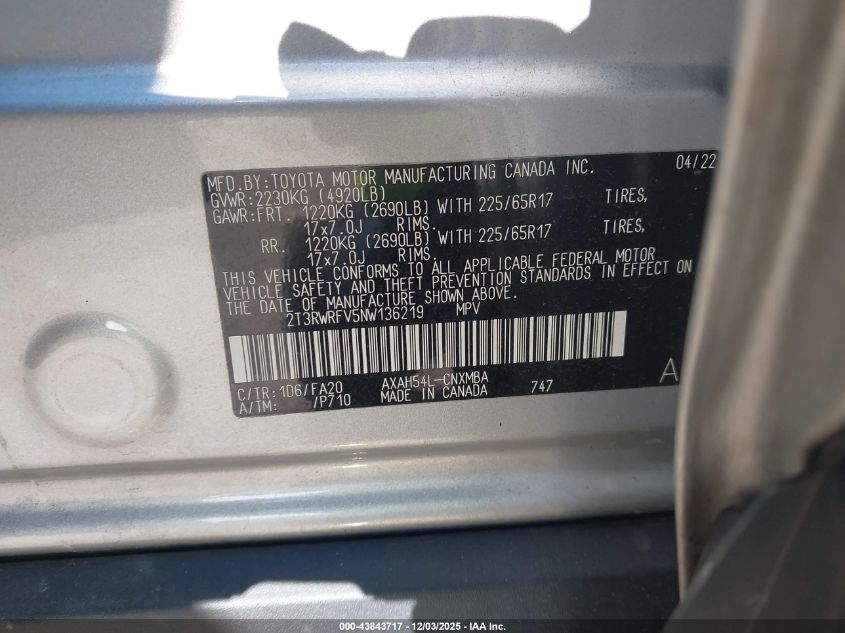 MFD.BY:TOYOTA MOTOR MANUFACTURING CANADA INC. 04/22
GVWR:2230KG (4920LB)
GAWR:FRT. 1220KG (2690LB) WITH 225/65R17 TIRES,
17x7.0J RIMS.
RR. 1220KG (2690LB) WITH 225/65R17 TIRES,
17x7.0J RIMS.
THIS VEHICLE CONFORMS TO ALL APPLICABLE FEDERAL MOTOR
VEHICLE SAFETY AND THEFT PREVENTION STANDARDS IN EFFECT ON
THE DATE OF MANUFACTURE SHOWN ABOVE.
2T3RWRFV5NW136219 MPV
C/TR:1D6/FA20 AXAH54L-CNXMBA 747 A
A/TM: /P710 MADE IN CANADA
000-43843717 - 12/03/2025 - IAA Inc.